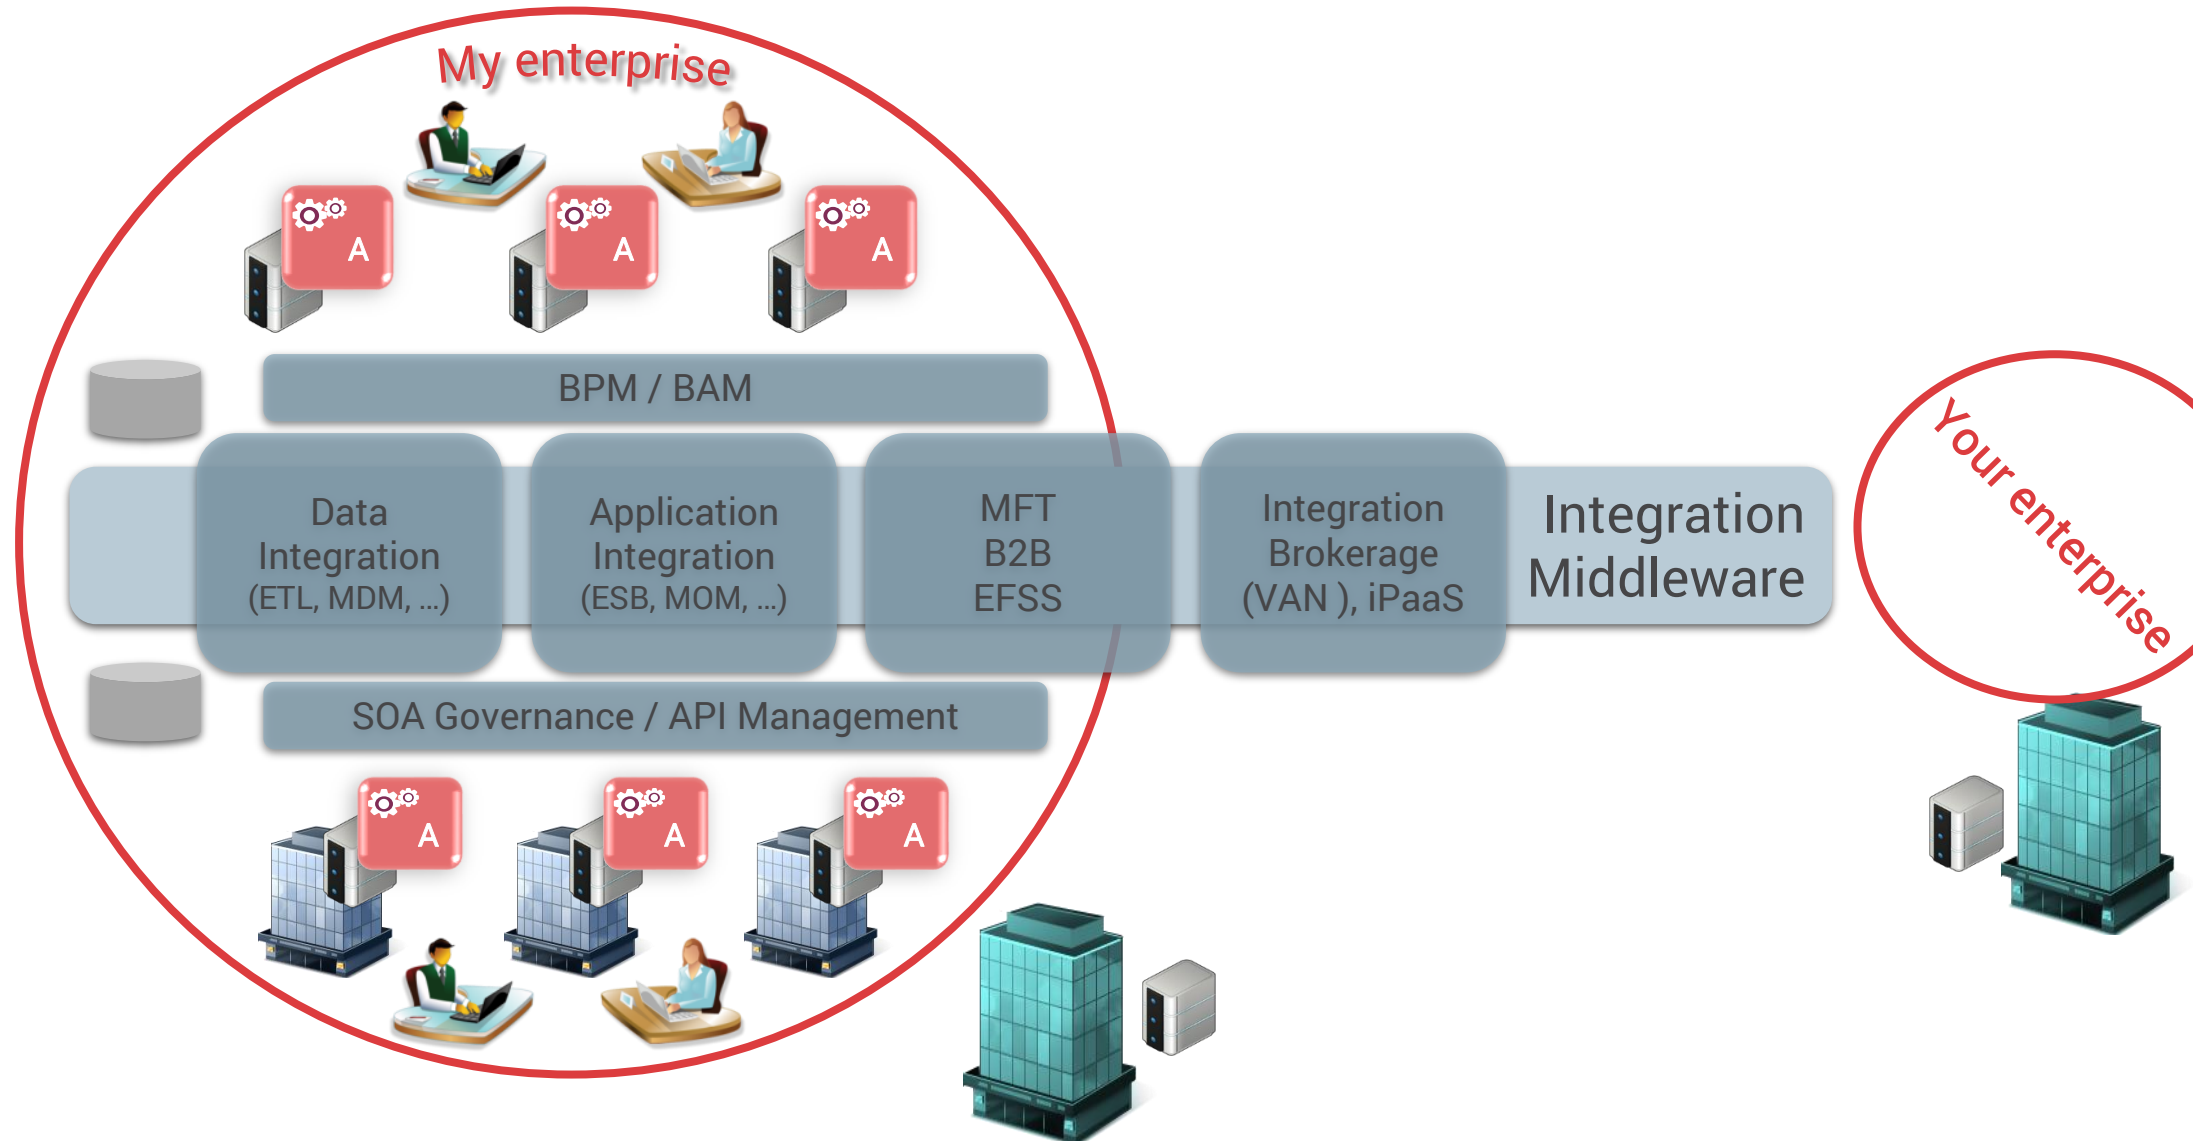 My enterprise
A
A
A
BPM / BAM
Data
Integration
(ETL, MDM, ...)
Application
Integration
(ESB, MOM, ...)
MFT
B2B
EFSS
Integration
Brokerage
(VAN ), iPaaS
Integration
Middleware
Your enterprise
SOA Governance / API Management
A
A
A